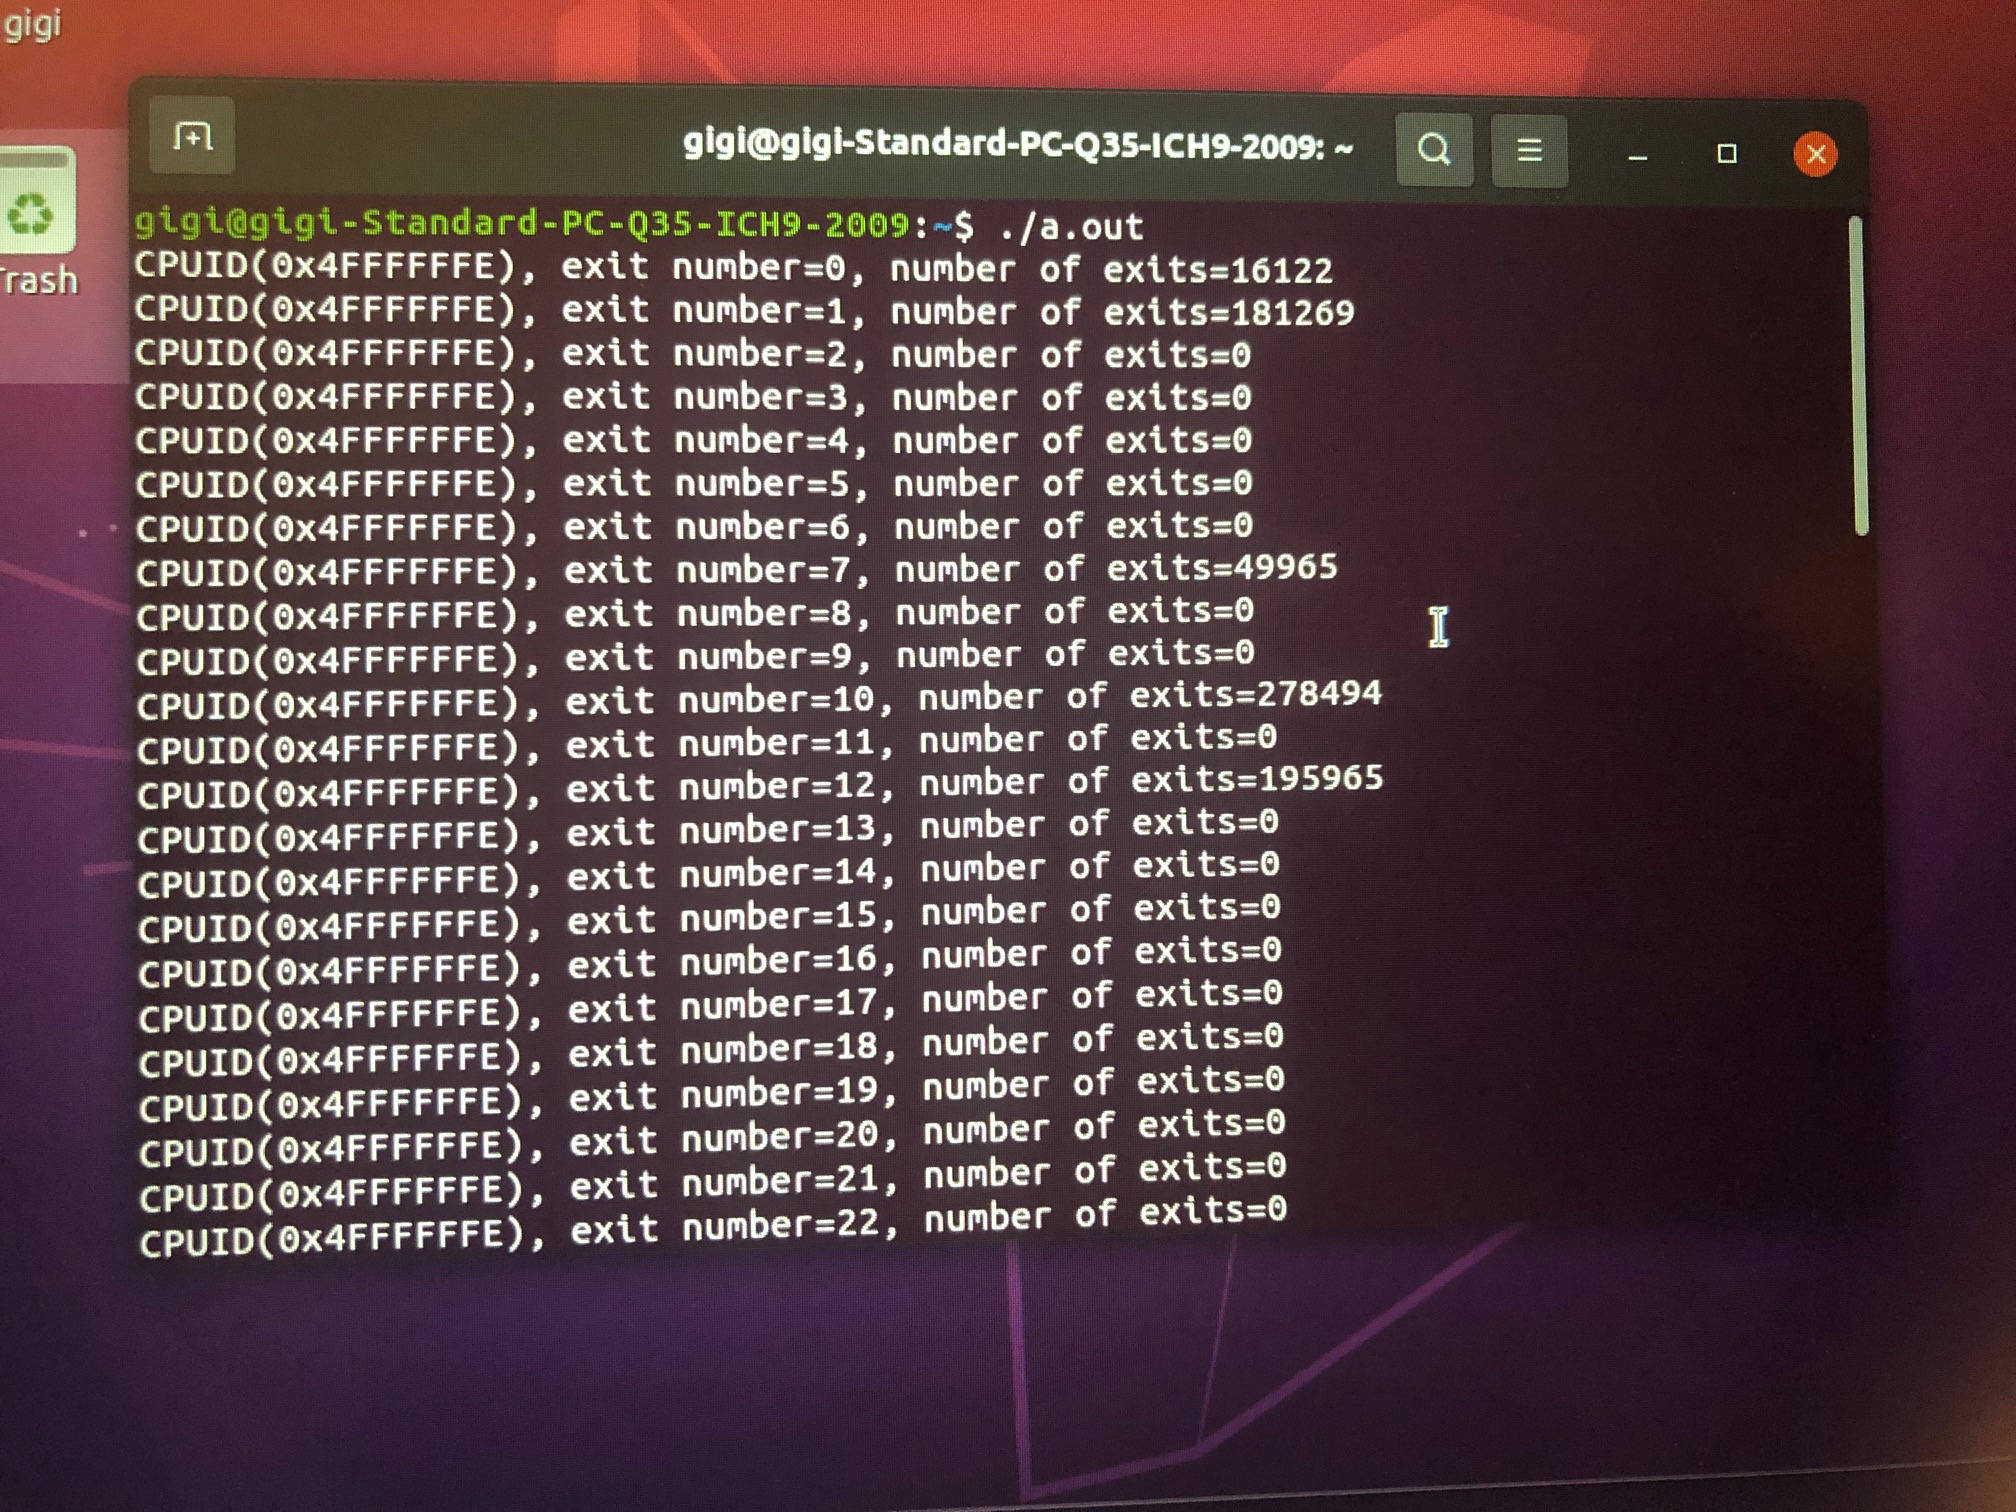 gigi
gigi@gigi-Standard-PC-Q35-ICH9-2009: ~
gigi@gigi-Standard-PC-Q35-ICH9-2009:~$ ./a.out
CPUID(0x4FFFFFFE), exit number=0, number of exits=16122
CPUID(0x4FFFFFFE), exit number=1, number of exits=181269
CPUID(0x4FFFFFFE), exit number=2, number of exits=0
CPUID(0x4FFFFFFE), exit number=3, number of exits=0
CPUID(0x4FFFFFFE), exit number=4, number of exits=0
CPUID(0x4FFFFFFE), exit number=5, number of exits=0
CPUID(0x4FFFFFFE), exit number=6, number of exits=0
CPUID(0x4FFFFFFE), exit number=7, number of exits=49965
CPUID(0x4FFFFFFE), exit number=8, number of exits=0
CPUID(0x4FFFFFFE), exit number=9, number of exits=0
CPUID(0x4FFFFFFE), exit number=10, number of exits=278494
CPUID(0x4FFFFFFE), exit number=11, number of exits=0
CPUID(0x4FFFFFFE), exit number=12, number of exits=195965
CPUID(0x4FFFFFFE), exit number=13, number of exits=0
CPUID(0x4FFFFFFE), exit number=14, number of exits=0
CPUID(0x4FFFFFFE), exit number=15, number of exits=0
CPUID(0x4FFFFFFE), exit number=16, number of exits=0
CPUID(0x4FFFFFFE), exit number=17, number of exits=0
CPUID(0x4FFFFFFE), exit number=18, number of exits=0
CPUID(0x4FFFFFFE), exit number=19, number of exits=0
CPUID(0x4FFFFFFE), exit number=20, number of exits=0
CPUID(0x4FFFFFFE), exit number=21, number of exits=0
CPUID(0x4FFFFFFE), exit number=22, number of exits=0
rash